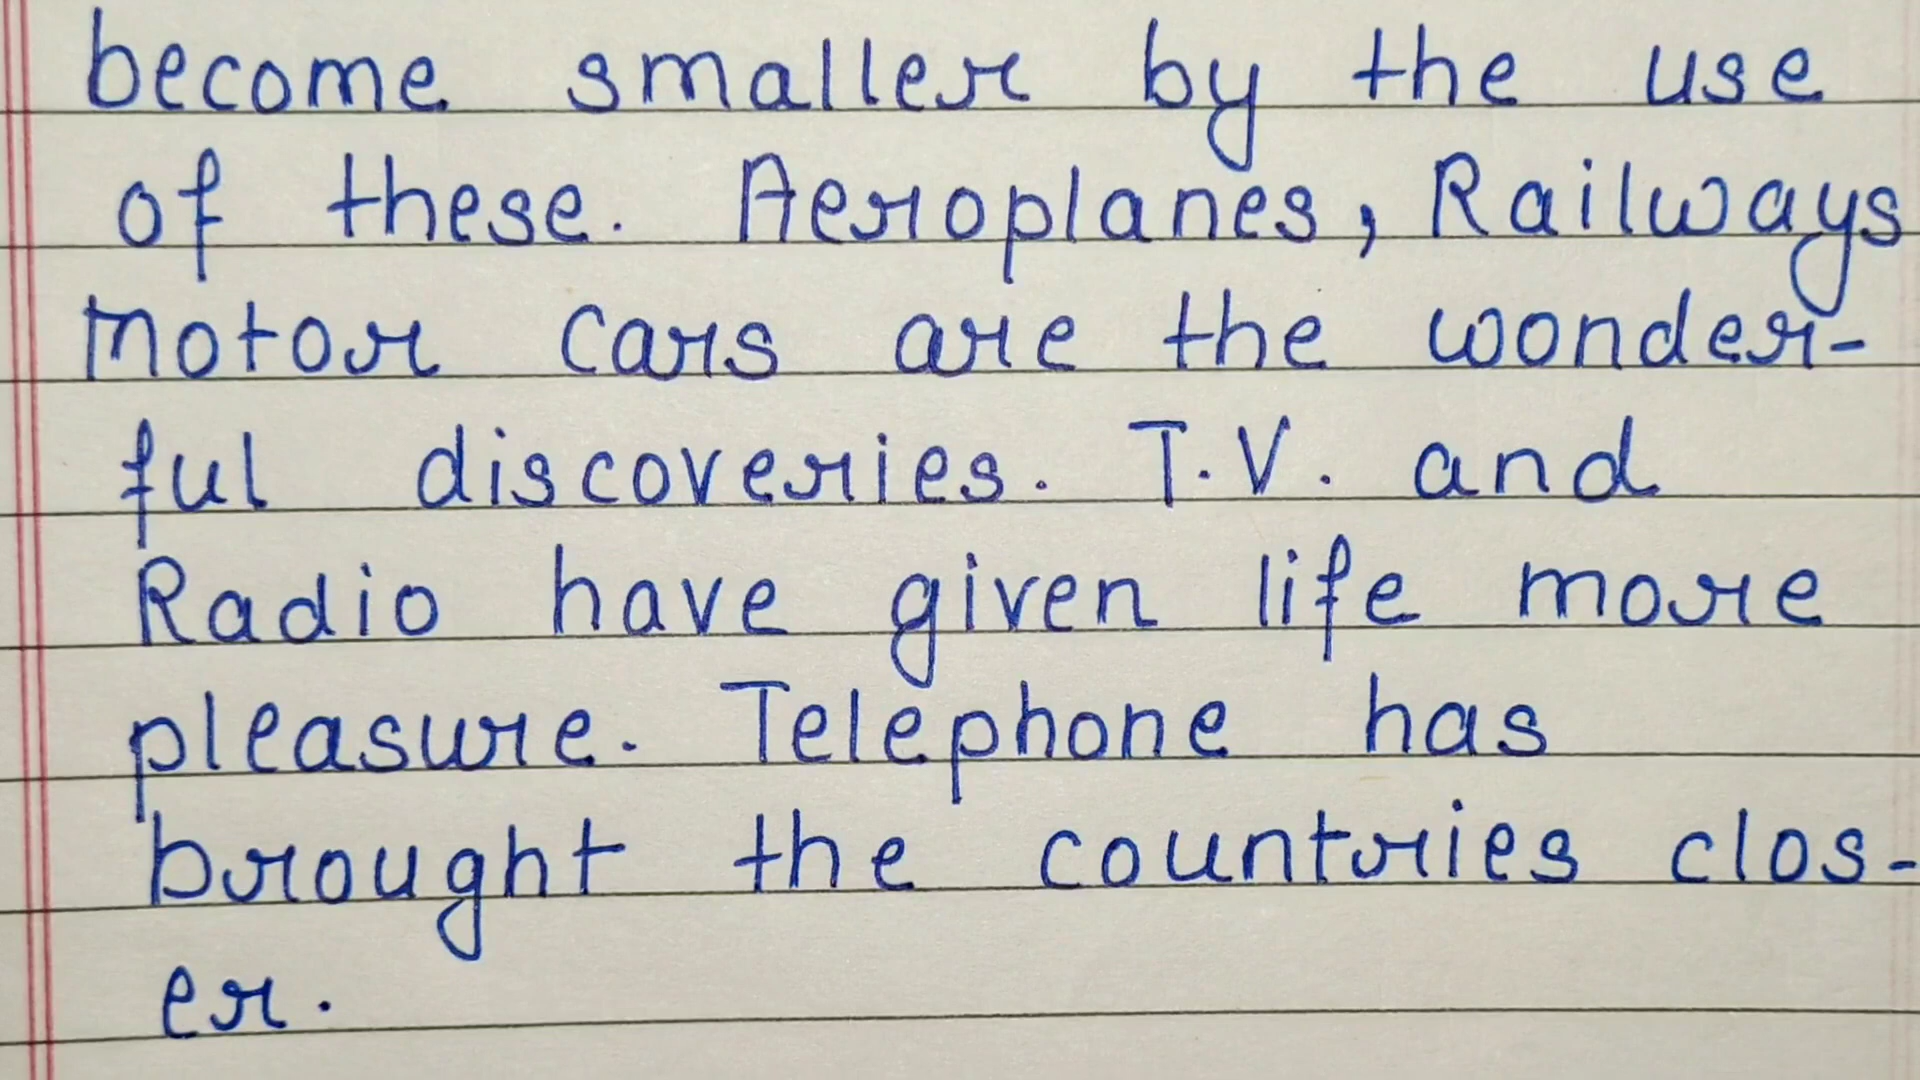 become smaller by the use
of these. Aeroplanes, Railways
motor cars are the wonder-
ful discoveries. T.V. and
Radio have given life more
pleasure. Telephone has
brought the countries clos-
er.